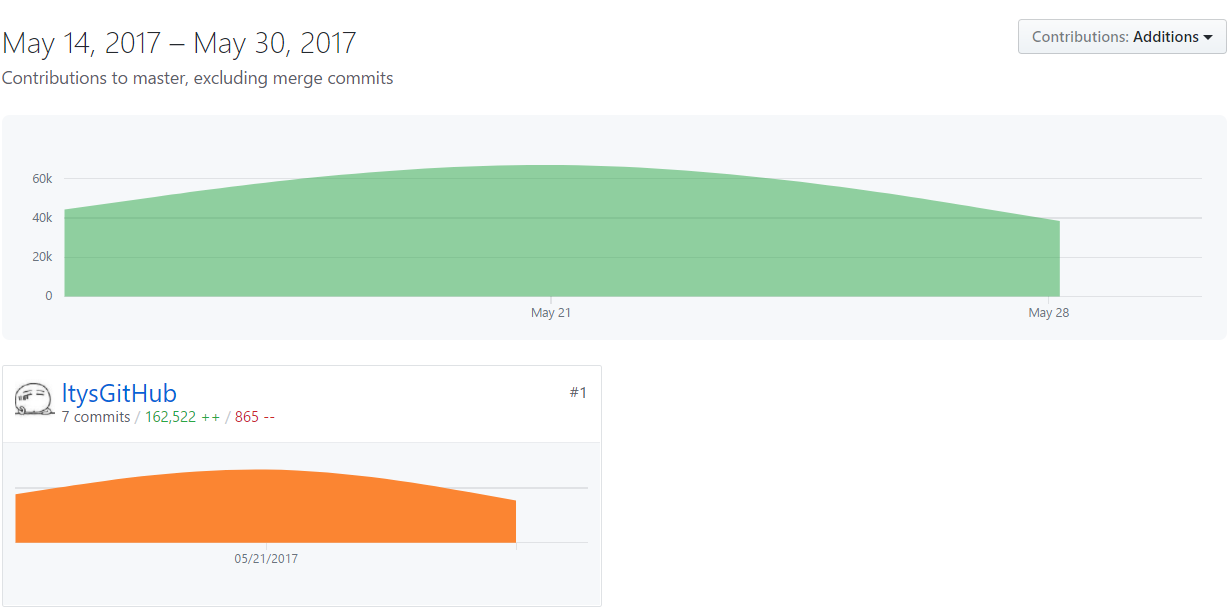 May 14, 2017 – May 30, 2017
Contributions: Additions
Contributions to master, excluding merge commits
60k
40k
20k
0
May 21
May 28
ltysGitHub
#1
7 commits / 162,522 ++ / 865 --
05/21/2017